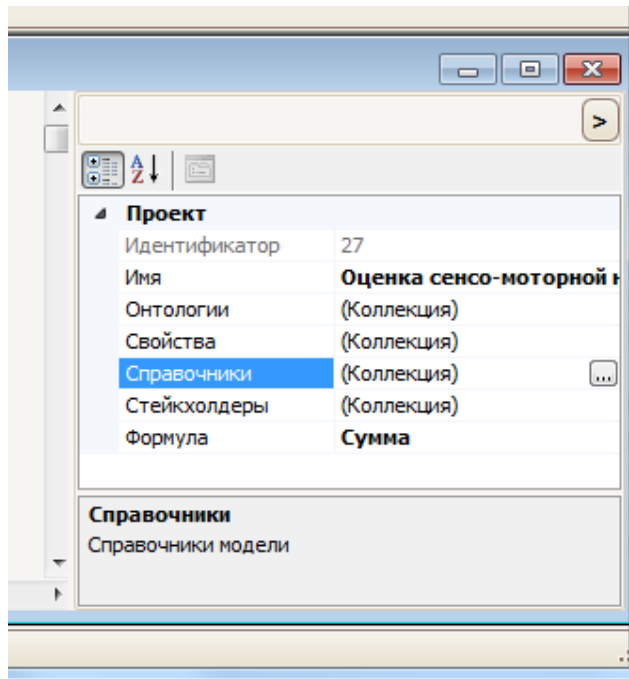 >
A
Z
Проект
Идентификатор 27
Имя Оценка сенсо-моторной
Онтологии (Коллекция)
Свойства (Коллекция)
Справочники (Коллекция) ...
Стейкхолдеры (Коллекция)
Формула Сумма
Справочники
Справочники модели